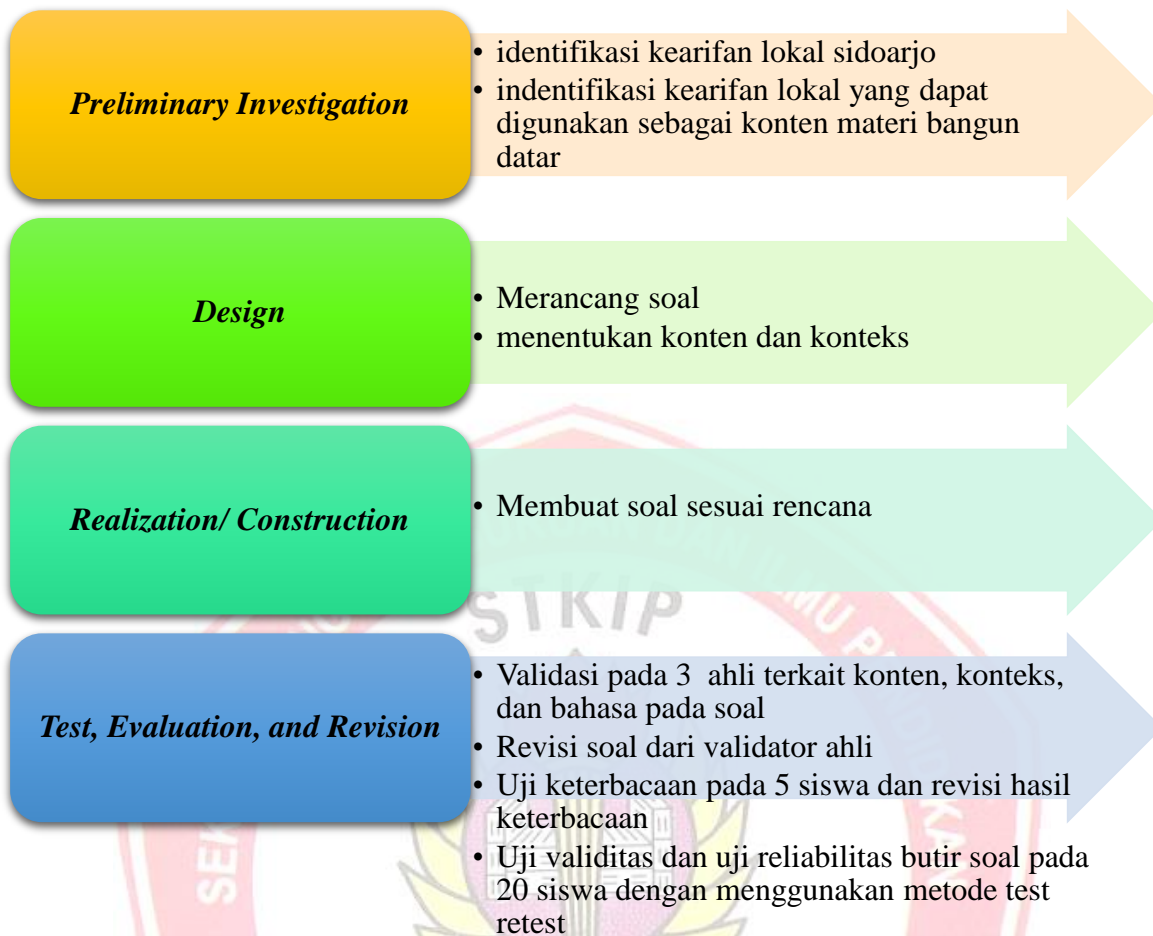 Preliminary Investigation
• identifikasi kearifan lokal sidoarjo
• indentifikasi kearifan lokal yang dapat
digunakan sebagai konten materi bangun
datar
Design
• Merancang soal
• menentukan konten dan konteks
Realization/ Construction
• Membuat soal sesuai rencana
STKIP
Test, Evaluation, and Revision
• Validasi pada 3 ahli terkait konten, konteks,
dan bahasa pada soal
• Revisi soal dari validator ahli
• Uji keterbacaan pada 5 siswa dan revisi hasil
keterbacaan
• Uji validitas dan uji reliabilitas butir soal pada
20 siswa dengan menggunakan metode test
retest